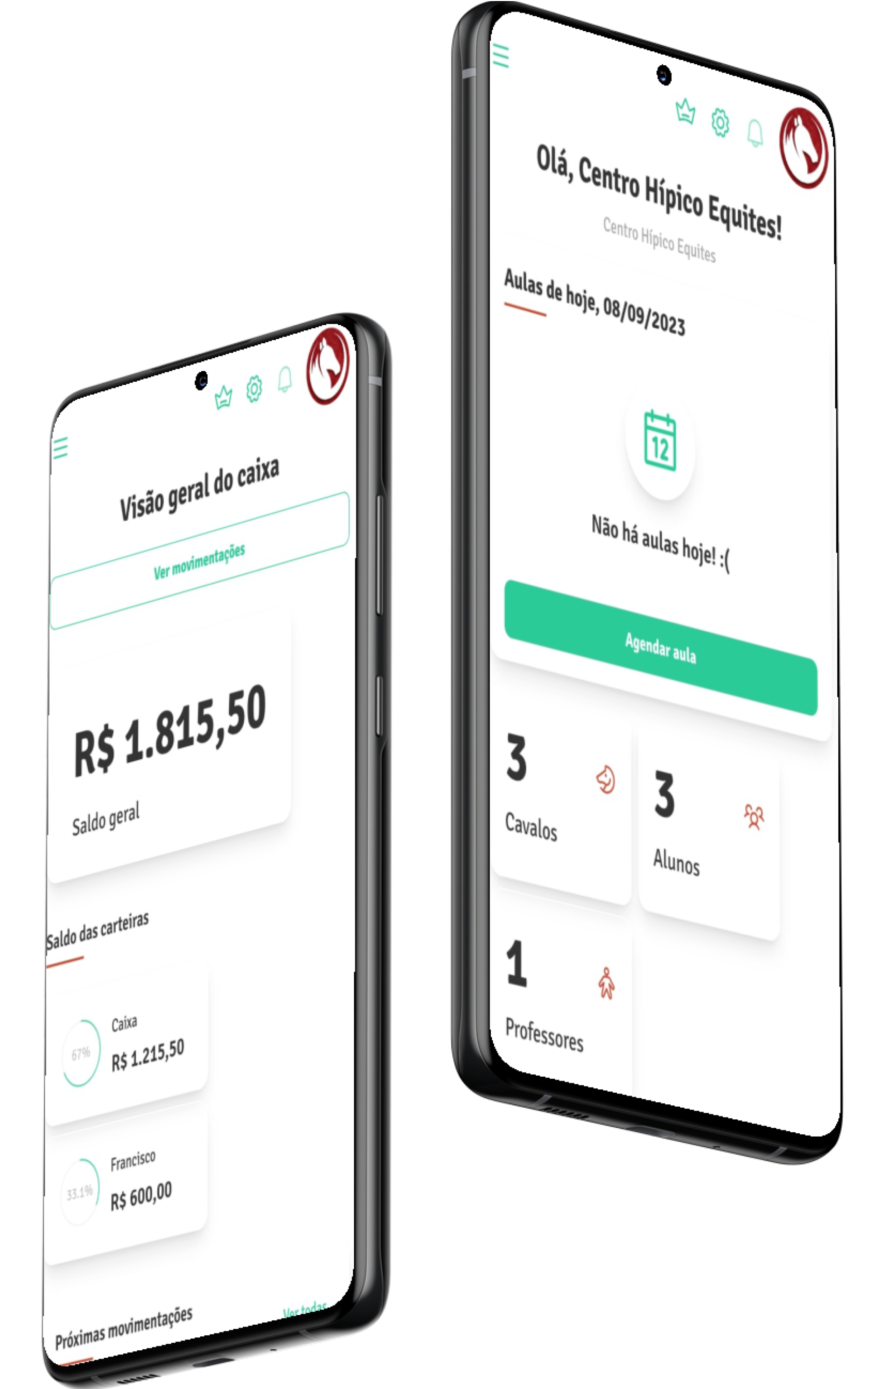 Visão geral do caixa
Ver movimentações
R$ 1.815,50
Saldo geral
Saldo das carteiras
67%
Caixa
R$ 1.215,50
33.1%
Francisco
R$ 600,00
Próximas movimentações
Ver todas
Olá, Centro Hípico Equites!
Centro Hípico Equites
Aulas de hoje, 08/09/2023
12
Não há aulas hoje! :(
Agendar aula
3
Cavalos
3
Alunos
1
Professores